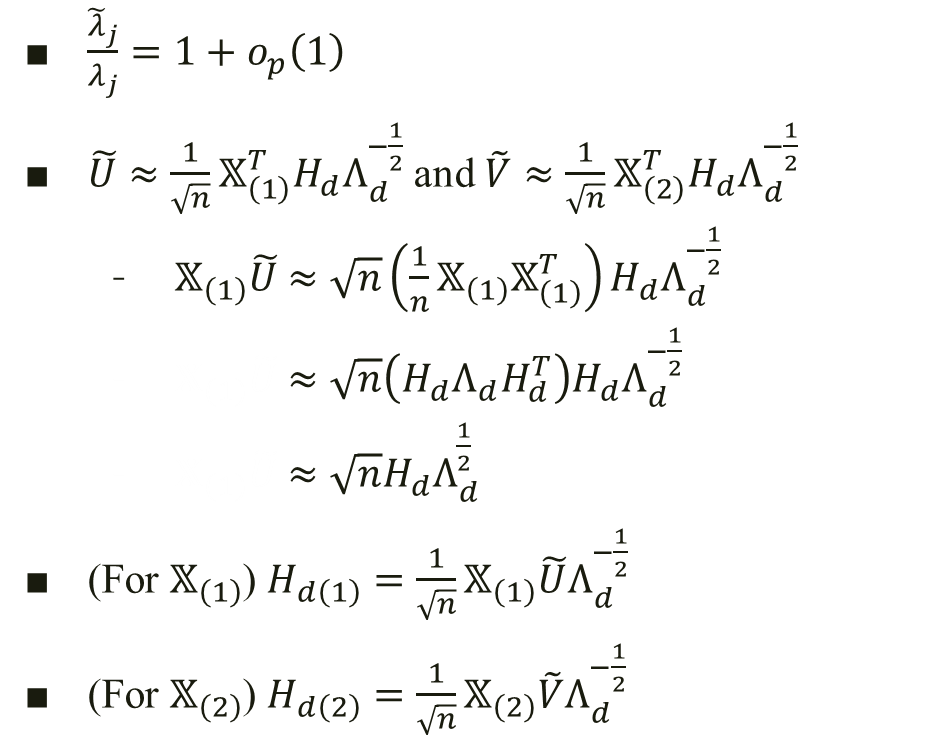 ■ $\frac{\tilde{\lambda}_j}{\lambda_j} = 1 + o_p(1)$
■ $\tilde{U} \approx \frac{1}{\sqrt{n}} \mathbb{X}_{(1)}^T H_d \Lambda_d^{-\frac{1}{2}}$ and $\tilde{V} \approx \frac{1}{\sqrt{n}} \mathbb{X}_{(2)}^T H_d \Lambda_d^{-\frac{1}{2}}$
- $\mathbb{X}_{(1)} \tilde{U} \approx \sqrt{n} \left( \frac{1}{n} \mathbb{X}_{(1)} \mathbb{X}_{(1)}^T \right) H_d \Lambda_d^{-\frac{1}{2}}$
$\approx \sqrt{n} \left( H_d \Lambda_d H_d^T \right) H_d \Lambda_d^{-\frac{1}{2}}$
$\approx \sqrt{n} H_d \Lambda_d^{\frac{1}{2}}$
■ (For $\mathbb{X}_{(1)}$) $H_{d(1)} = \frac{1}{\sqrt{n}} \mathbb{X}_{(1)} \tilde{U} \Lambda_d^{-\frac{1}{2}}$
■ (For $\mathbb{X}_{(2)}$) $H_{d(2)} = \frac{1}{\sqrt{n}} \mathbb{X}_{(2)} \tilde{V} \Lambda_d^{-\frac{1}{2}}$